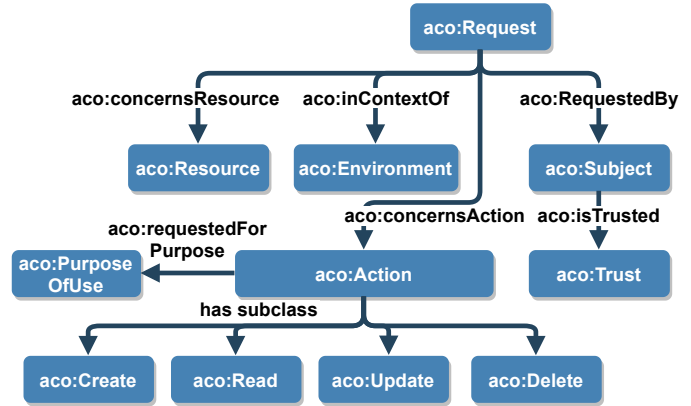 aco:Request
aco:concernsResource
aco:inContextOf
aco:RequestedBy
aco:Resource
aco:Environment
aco:Subject
aco:concernsAction
aco:isTrusted
aco:requestedFor
Purpose
aco:Purpose
OfUse
aco:Action
aco:Trust
has subclass
aco:Create
aco:Read
aco:Update
aco:Delete